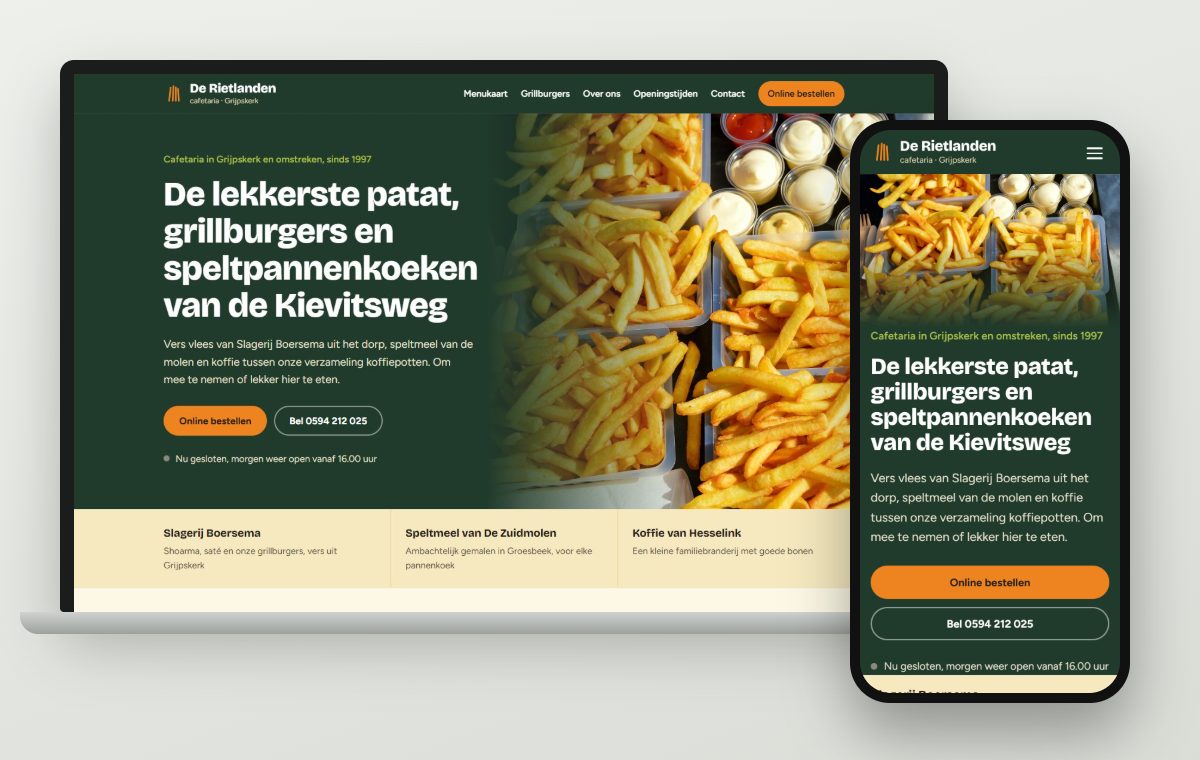 De Rietlanden
cafetaria · Grijpskerk
Menukaart
Grillburgers
Over ons
Openingstijden
Contact
Online bestellen
Cafetaria in Grijpskerk en omstreken, sinds 1997
De lekkerste patat,
grillburgers en
speltpannenkoeken
van de Kievitsweg
Vers vlees van Slagerij Boersema uit het dorp, speltmeel van de
molen en koffie tussen onze verzameling koffiepotten. Om
mee te nemen of lekker hier te eten.
Online bestellen
Bel 0594 212 025
Nu gesloten, morgen weer open vanaf 16.00 uur
Slagerij Boersema
Shoarma, saté en onze grillburgers, vers uit
Grijpskerk
Speltmeel van De Zuidmolen
Ambachtelijk gemalen in Groesbeek, voor elke
pannenkoek
Koffie van Hesselink
Een kleine familiebranderij met goede bonen
De Rietlanden
cafetaria · Grijpskerk
Cafetaria in Grijpskerk en omstreken, sinds 1997
De lekkerste patat,
grillburgers en
speltpannenkoeken
van de Kievitsweg
Vers vlees van Slagerij Boersema uit het
dorp, speltmeel van de molen en koffie
tussen onze verzameling koffiepotten. Om
mee te nemen of lekker hier te eten.
Online bestellen
Bel 0594 212 025
Nu gesloten, morgen weer open vanaf 16.00 uur